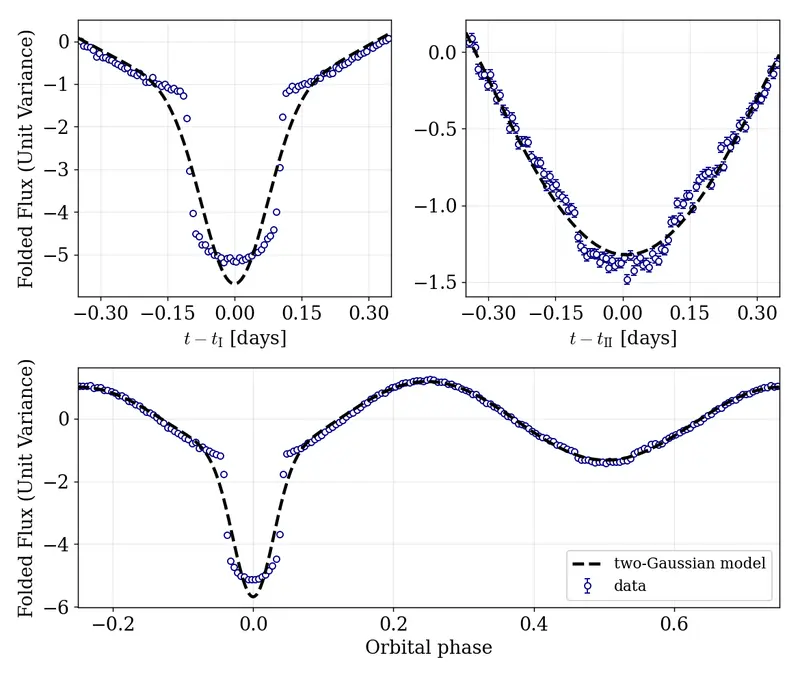 Folded Flux (Unit Variance)
0
−1
−2
−3
−4
−5
−0.30 −0.15 0.00 0.15 0.30
t − tI [days]
0.0
−0.5
−1.0
−1.5
−0.30 −0.15 0.00 0.15 0.30
t − tII [days]
Folded Flux (Unit Variance)
0
−2
−4
−6
two-Gaussian model
data
−0.2 0.0 0.2 0.4 0.6
Orbital phase